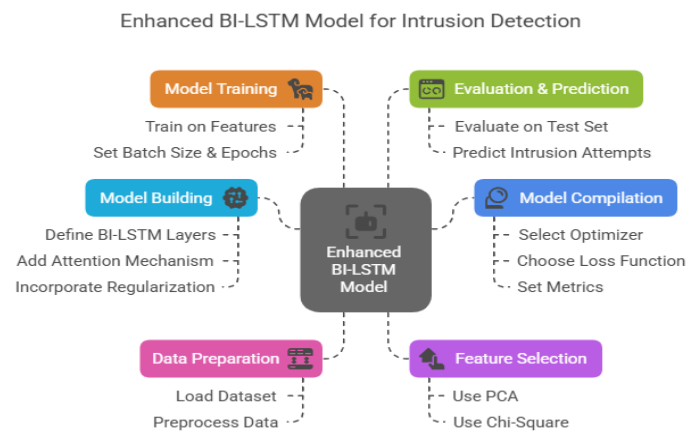 Enhanced BI-LSTM Model for Intrusion Detection
Model Training
Train on Features
Set Batch Size & Epochs
Evaluation & Prediction
Evaluate on Test Set
Predict Intrusion Attempts
Model Building
Define BI-LSTM Layers
Add Attention Mechanism
Incorporate Regularization
Enhanced
BI-LSTM
Model
Model Compilation
Select Optimizer
Choose Loss Function
Set Metrics
Data Preparation
Load Dataset
Preprocess Data
Feature Selection
Use PCA
Use Chi-Square